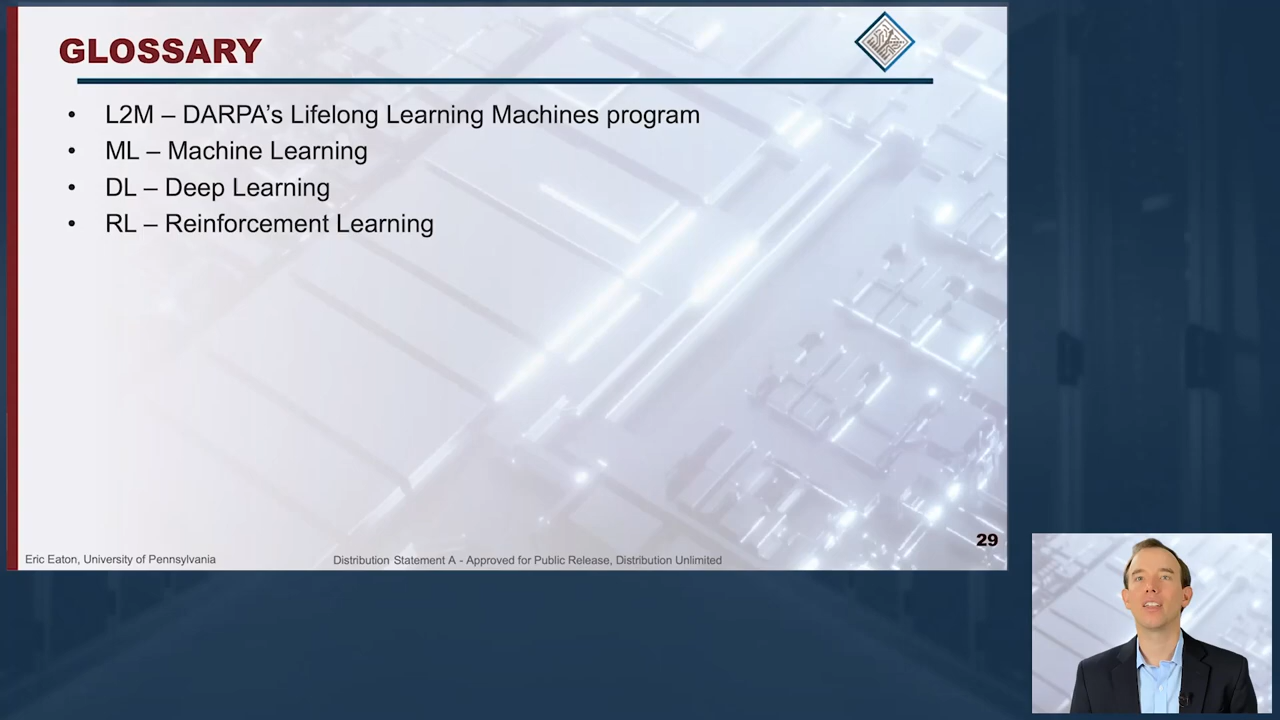 GLOSSARY
• L2M – DARPA’s Lifelong Learning Machines program
• ML – Machine Learning
• DL – Deep Learning
• RL – Reinforcement Learning
29
Eric Eaton, University of Pennsylvania
Distribution Statement A - Approved for Public Release, Distribution Unlimited